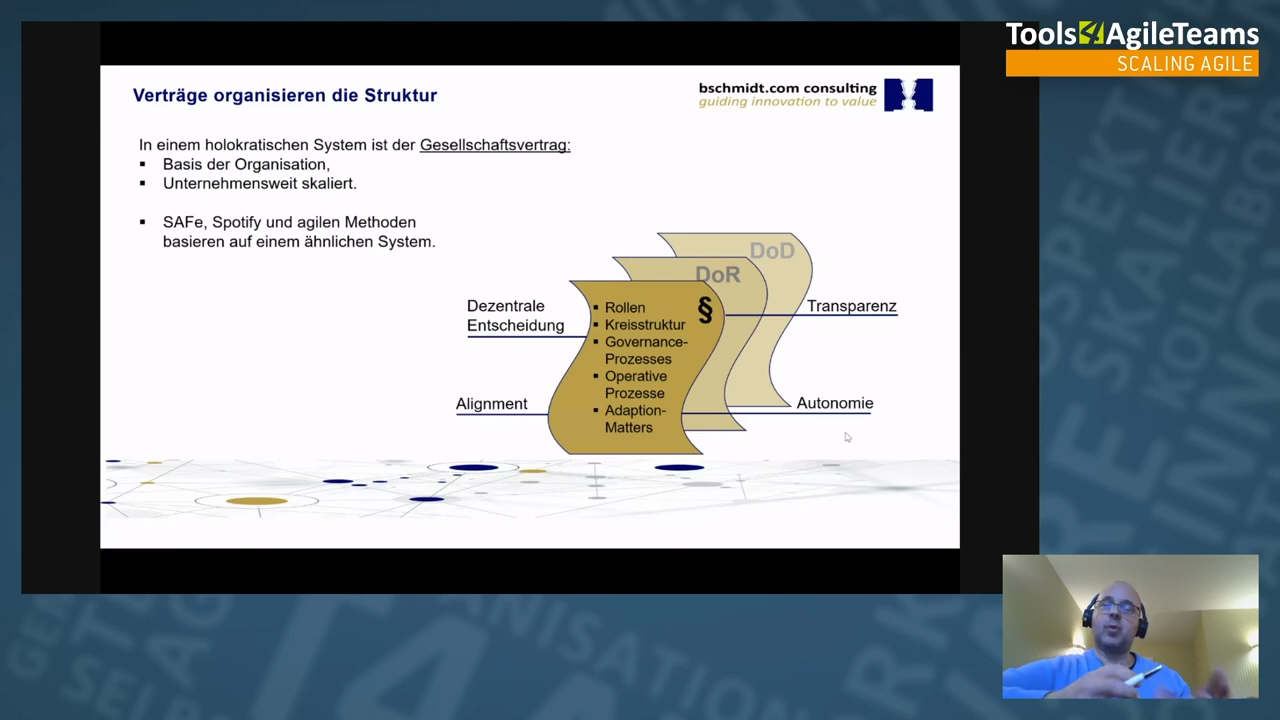 Tools4AgileTeams
SCALING AGILE
Verträge organisieren die Struktur
bschmidt.com consulting
guiding innovation to value
In einem holokratischen System ist der Gesellschaftsvertrag:
▪ Basis der Organisation,
▪ Unternehmensweit skaliert.
▪ SAFe, Spotify und agilen Methoden
basieren auf einem ähnlichen System.
DoD
DoR
§
Dezentrale
Entscheidung
Alignment
▪ Rollen
▪ Kreisstruktur
▪ Governance-
Prozesses
▪ Operative
Prozesse
▪ Adaption-
Matters
Transparenz
Autonomie